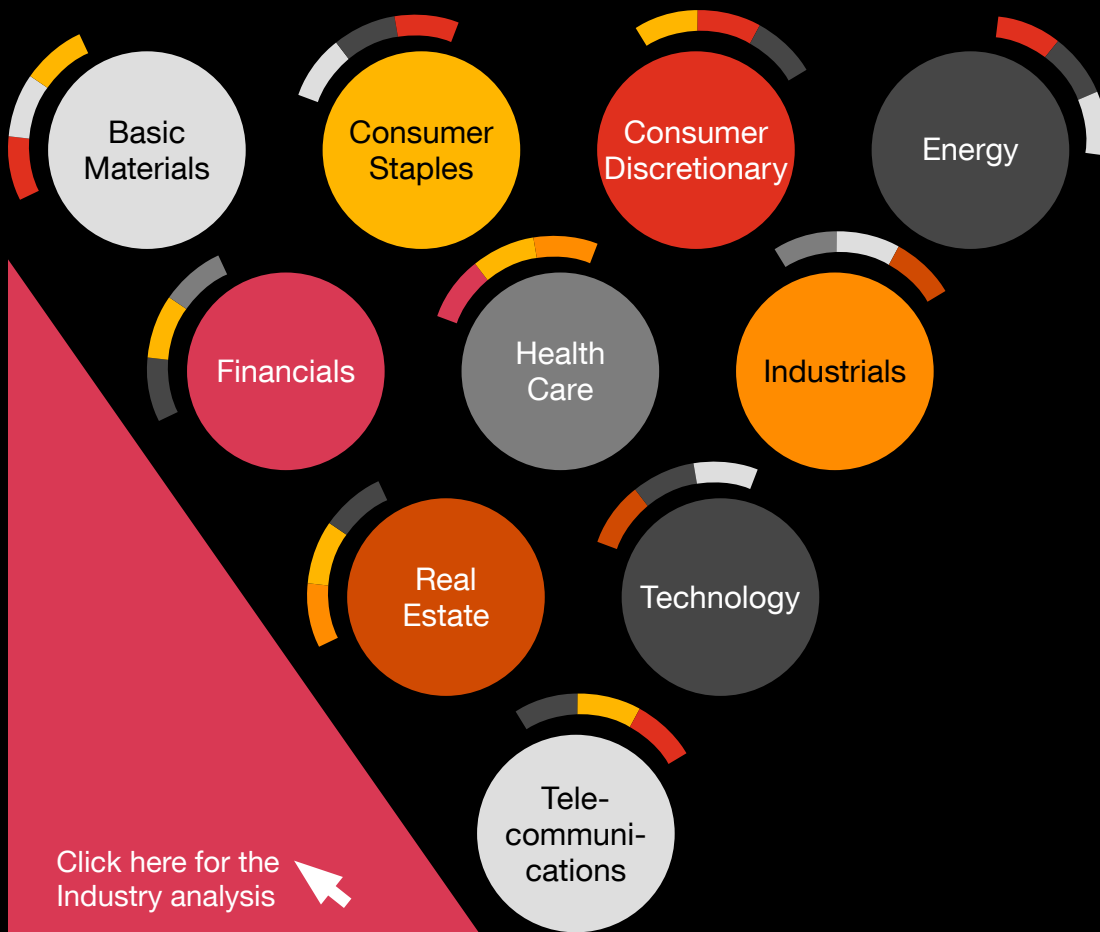 Basic
Materials
Consumer
Staples
Consumer
Discretionary
Energy
Financials
Health
Care
Industrials
Real
Estate
Technology
Tele-
communi-
cations
Click here for the
Industry analysis